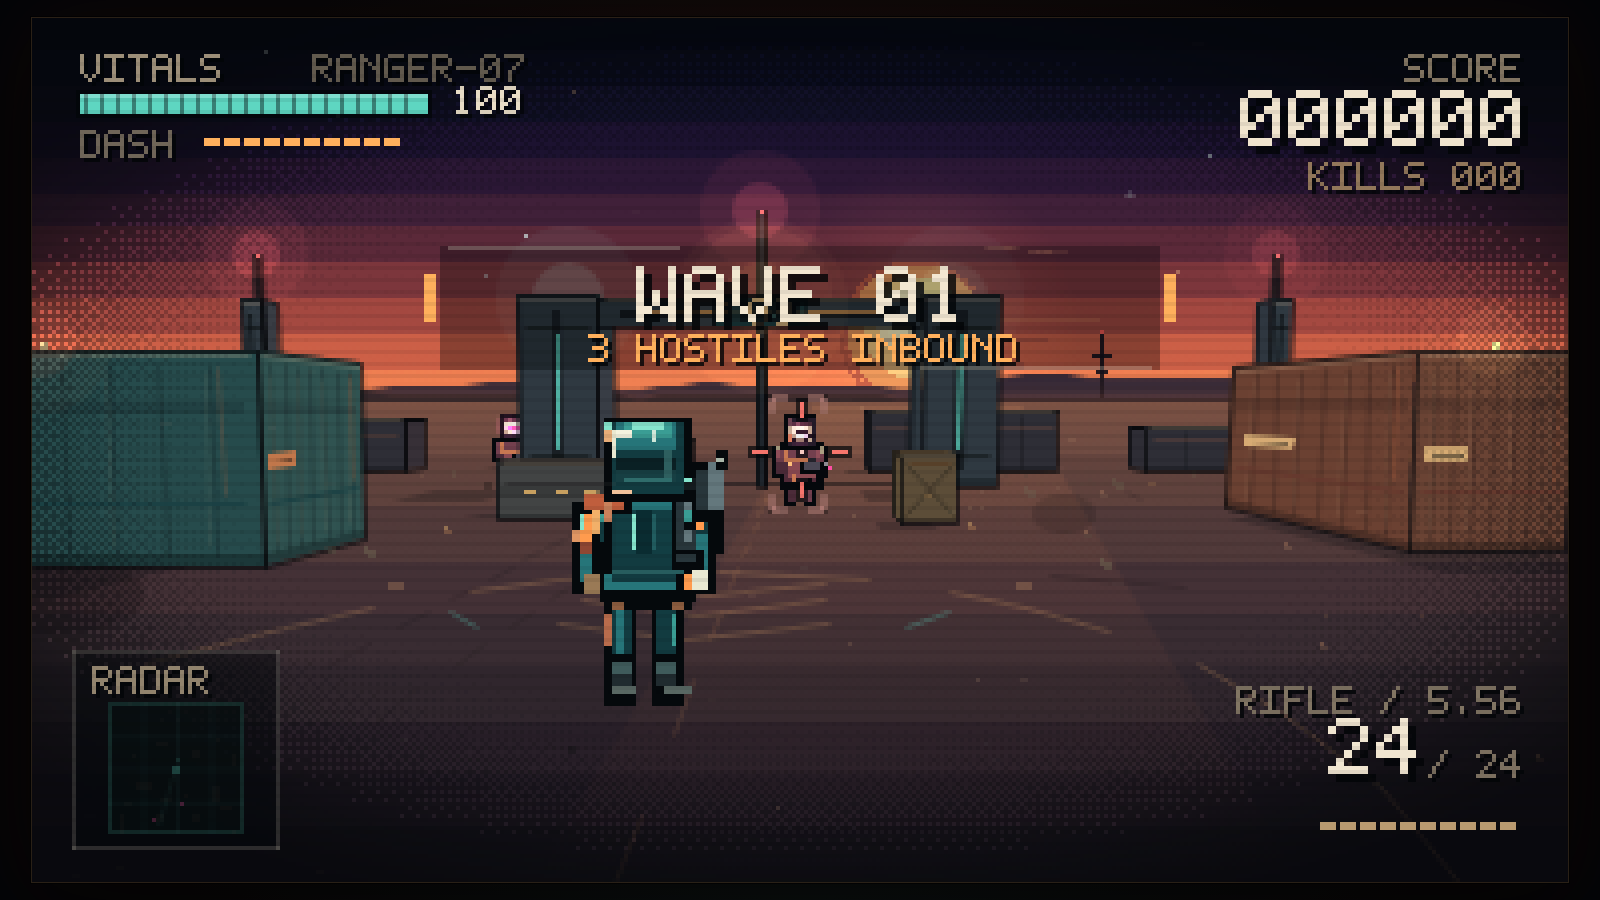 VITALS RANGER-07
100
DASH
SCORE
000000
KILLS 000
WAVE 01
3 HOSTILES INBOUND
RADAR
RIFLE / 5.56
24 / 24